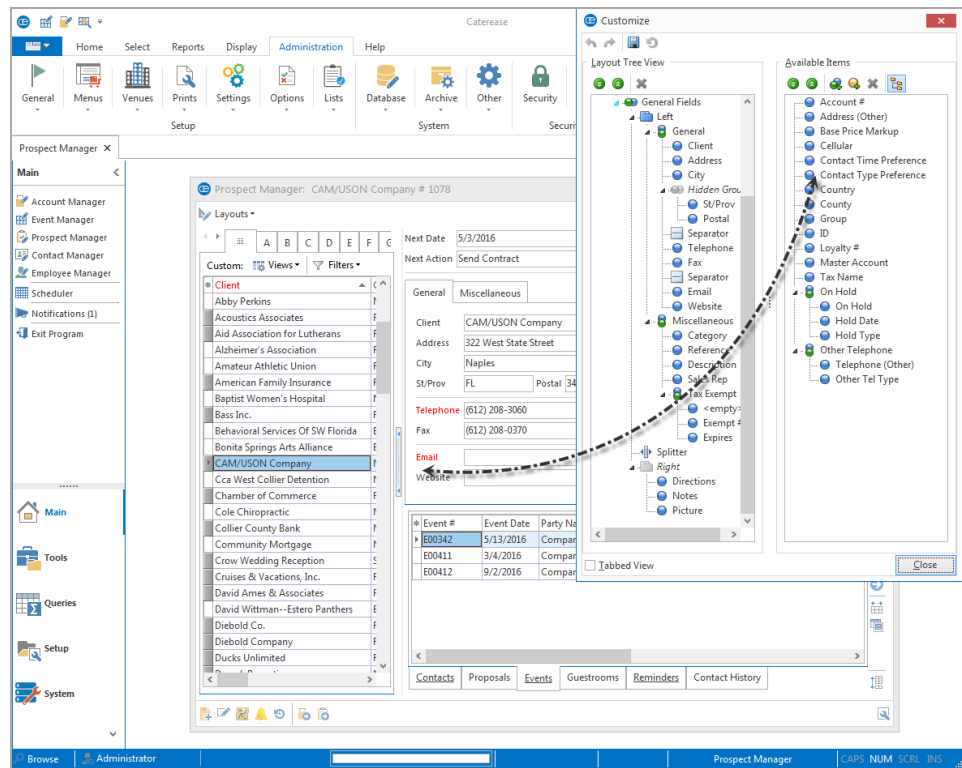 Caterease
Customize
Home Select Reports Display Administration Help
General Menus Venues Prints Settings Options Lists Database Archive Other Security
Setup System
Prospect Manager
Main
Account Manager
Event Manager
Prospect Manager
Contact Manager
Employee Manager
Scheduler
Notifications (1)
Exit Program
Main
Tools
Queries
Setup
System
Prospect Manager: CAM/USON Company # 1078
Layouts
A B C D E F
Custom: Views Filters
Client
Abby Perkins
Acoustics Associates
Aid Association for Lutherans
Alzheimer's Association
Amateur Athletic Union
American Family Insurance
Baptist Women's Hospital
Bass Inc.
Behavioral Services Of SW Florida
Bonita Springs Arts Alliance
CAM/USON Company
Cca West Collier Detention
Chamber of Commerce
Cole Chiropractic
Collier County Bank
Community Mortgage
Crow Wedding Reception
Cruises & Vacations, Inc.
David Ames & Associates
David Wittman--Estero Panthers
Diebold Co.
Diebold Company
Ducks Unlimited
Next Date 5/3/2016
Next Action Send Contract
General Miscellaneous
Client CAM/USON Company
Address 322 West State Street
City Naples
St/Prov FL Postal 34
Telephone (612) 208-3060
Fax (612) 208-0370
Email
Website
Event # Event Date Party Na
E00342 5/13/2016 Compar
E00411 3/4/2016 Compar
E00412 9/2/2016 Compar
Contacts Proposals Events Guestrooms Reminders Contact History
Layout Tree View
General Fields
Left
General
Client
Address
City
Hidden Grou
St/Prov
Postal
Separator
Telephone
Fax
Separator
Email
Website
Miscellaneous
Category
Reference
Description
Sales Rep
Tax Exempt
<empty>
Exempt #
Expires
Splitter
Right
Directions
Notes
Picture
Tabbed View
Available Items
Account #
Address (Other)
Base Price Markup
Cellular
Contact Time Preference
Contact Type Preference
Country
County
Group
ID
Loyalty #
Master Account
Tax Name
On Hold
On Hold
Hold Date
Hold Type
Other Telephone
Telephone (Other)
Other Tel Type
Close
Browse Administrator Prospect Manager CAPS NUM SCRL INS